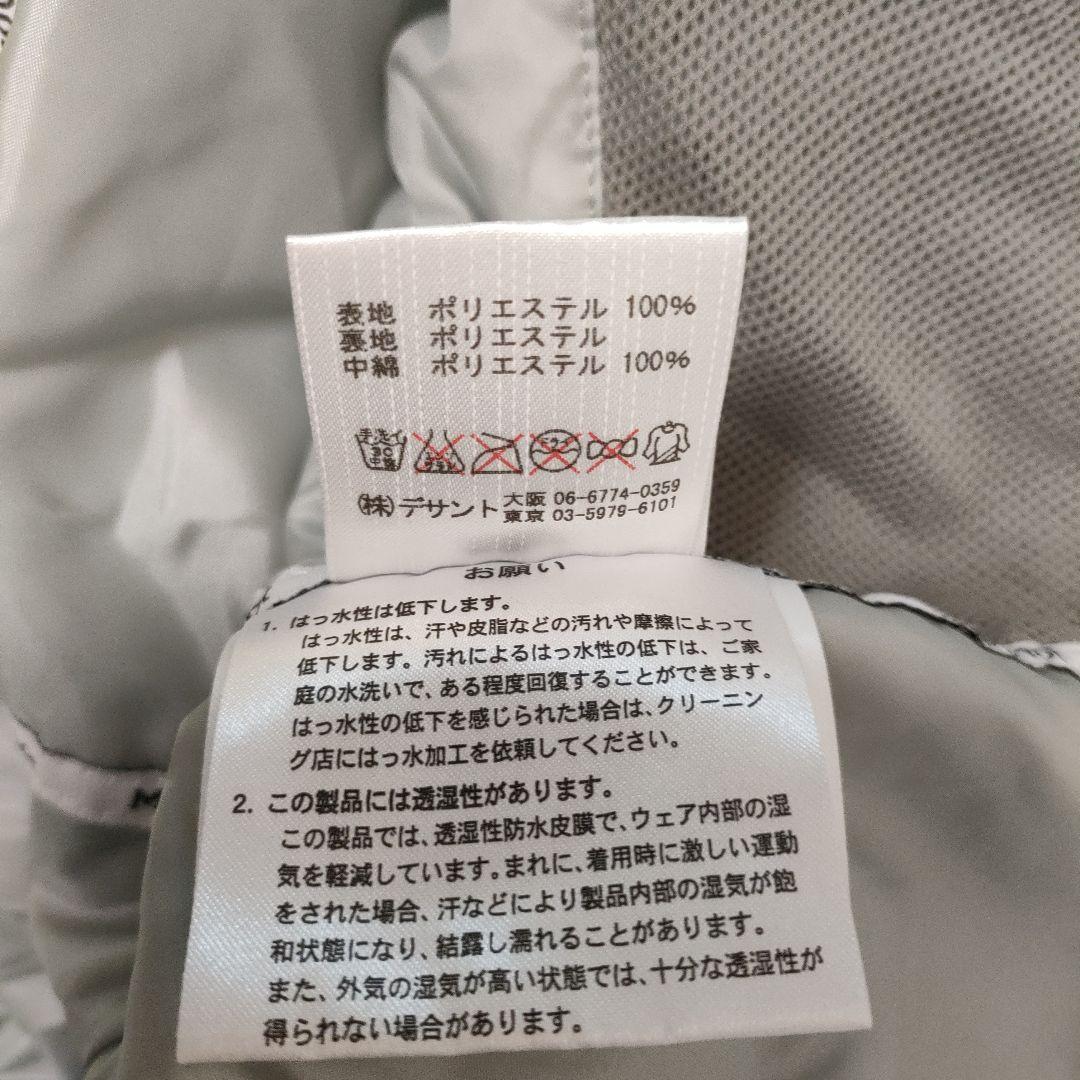 表地 ポリエステル 100%
裏地 ポリエステル
中綿 ポリエステル 100%
手洗イ
30
中性
エンソサラシ
ドライ
(株)デサント 大阪 06-6774-0359
東京 03-5979-6101
お願い
1. はっ水性は低下します。
はっ水性は、汗や皮脂などの汚れや摩擦によって
低下します。汚れによるはっ水性の低下は、ご家
庭の水洗いで、ある程度回復することができます。
はっ水性の低下を感じられた場合は、クリーニン
グ店にはっ水加工を依頼してください。
2. この製品には透湿性があります。
この製品では、透湿性防水皮膜で、ウェア内部の湿
気を軽減しています。まれに、着用時に激しい運動
をされた場合、汗などにより製品内部の湿気が飽
和状態になり、結露し濡れることがあります。
また、外気の湿気が高い状態では、十分な透湿性が
得られない場合があります。
M